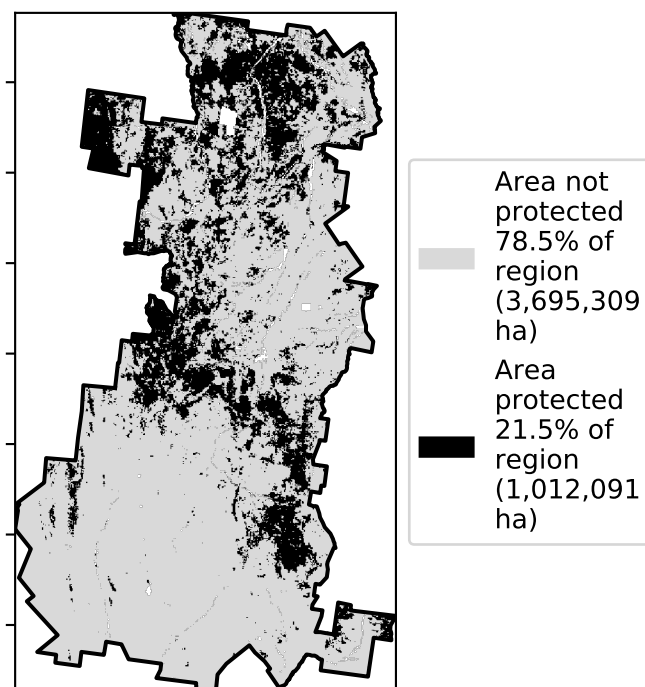 Area not
protected
78.5% of
region
(3,695,309
ha)
Area
protected
21.5% of
region
(1,012,091
ha)